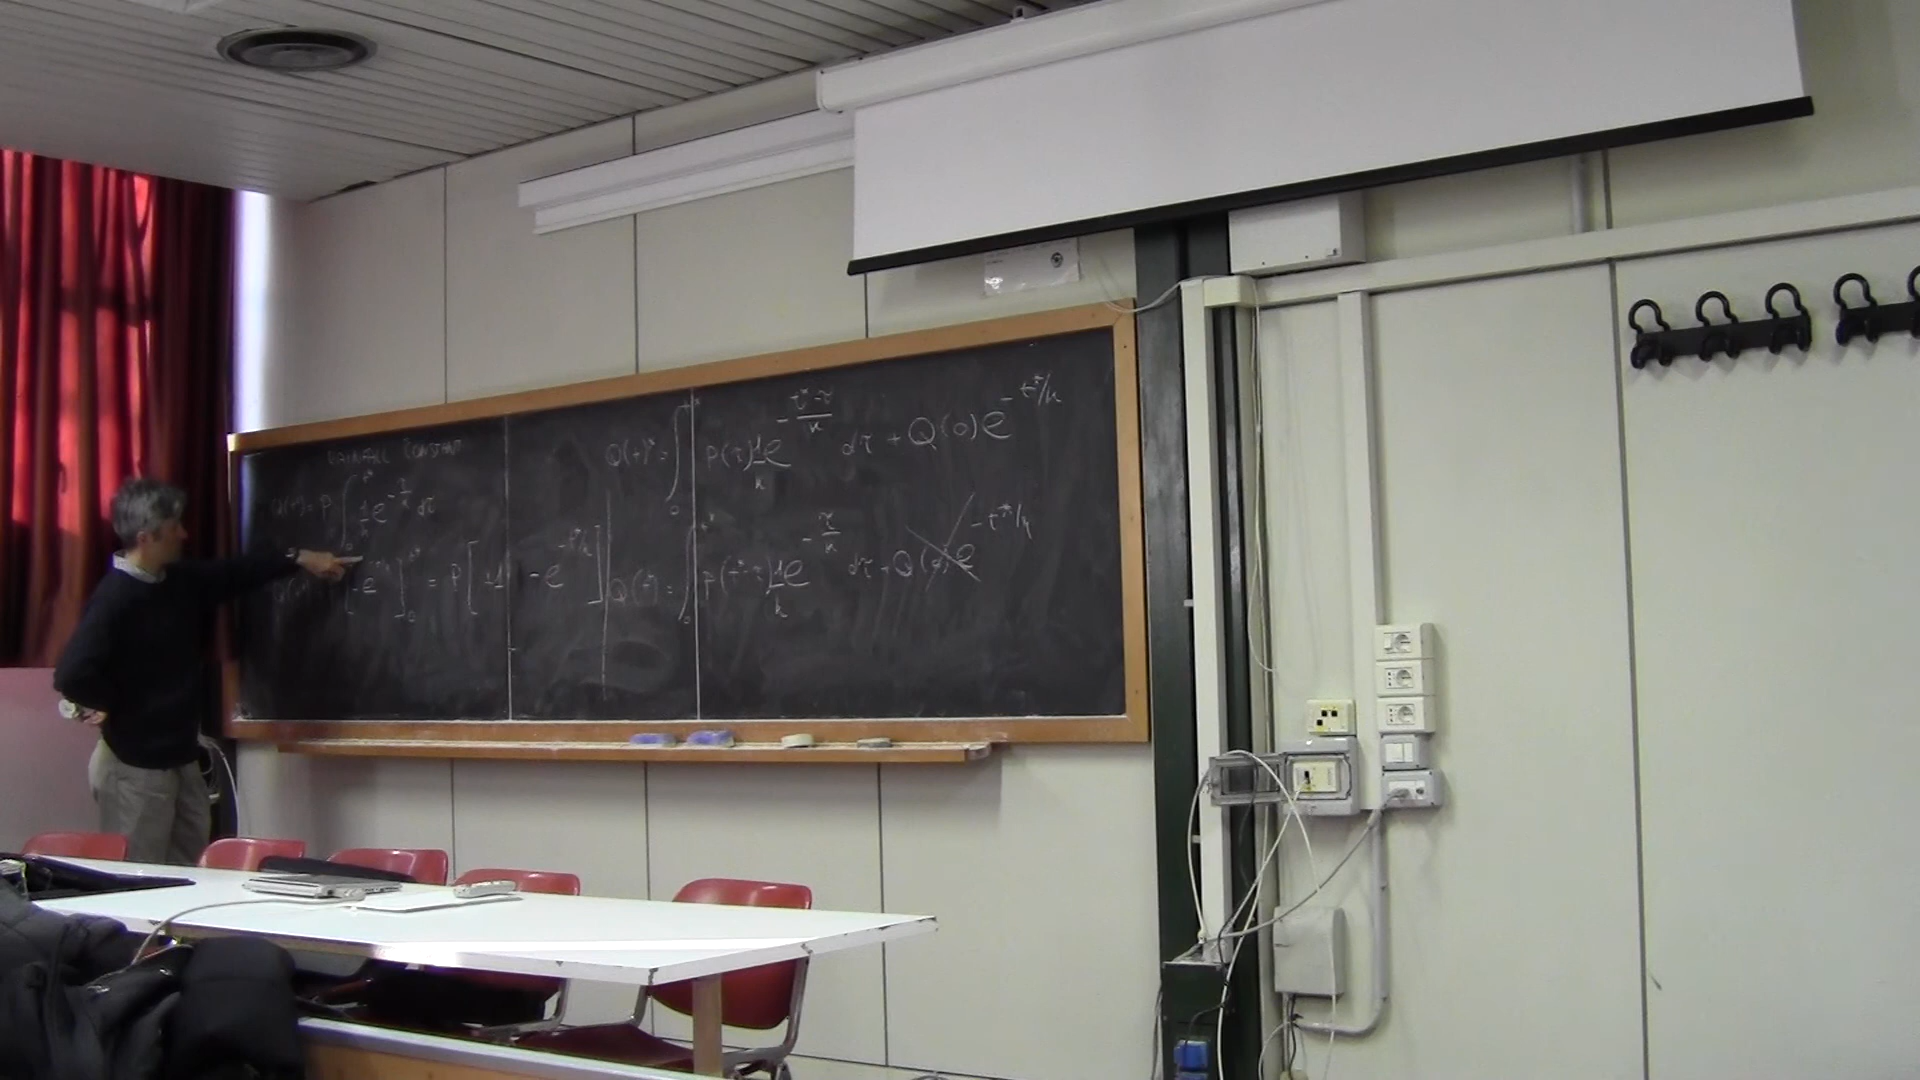 RAINFALL CONSTANT
Q(t) = P ∫₀^{t*} 1/k e^{-τ/k} dτ
[-e^{-τ/k}]₀^{t*} = P[+1 - e^{-t*/k}]
Q(t)* = ∫₀^{t*} P(τ) 1/k e^{-(t*-τ)/k} dτ + Q(0) e^{-t*/k}
Q(t) = ∫₀^{t*} P(t*-τ) 1/k e^{-τ/k} dτ + Q(0) e^{-t*/k}